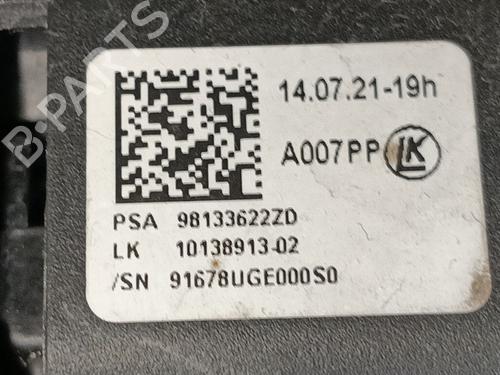 B-PARTS
14.07.21-19h
A007PP LK
PSA 98133622ZD
LK 10138913-02
/SN 91678UGE000S0